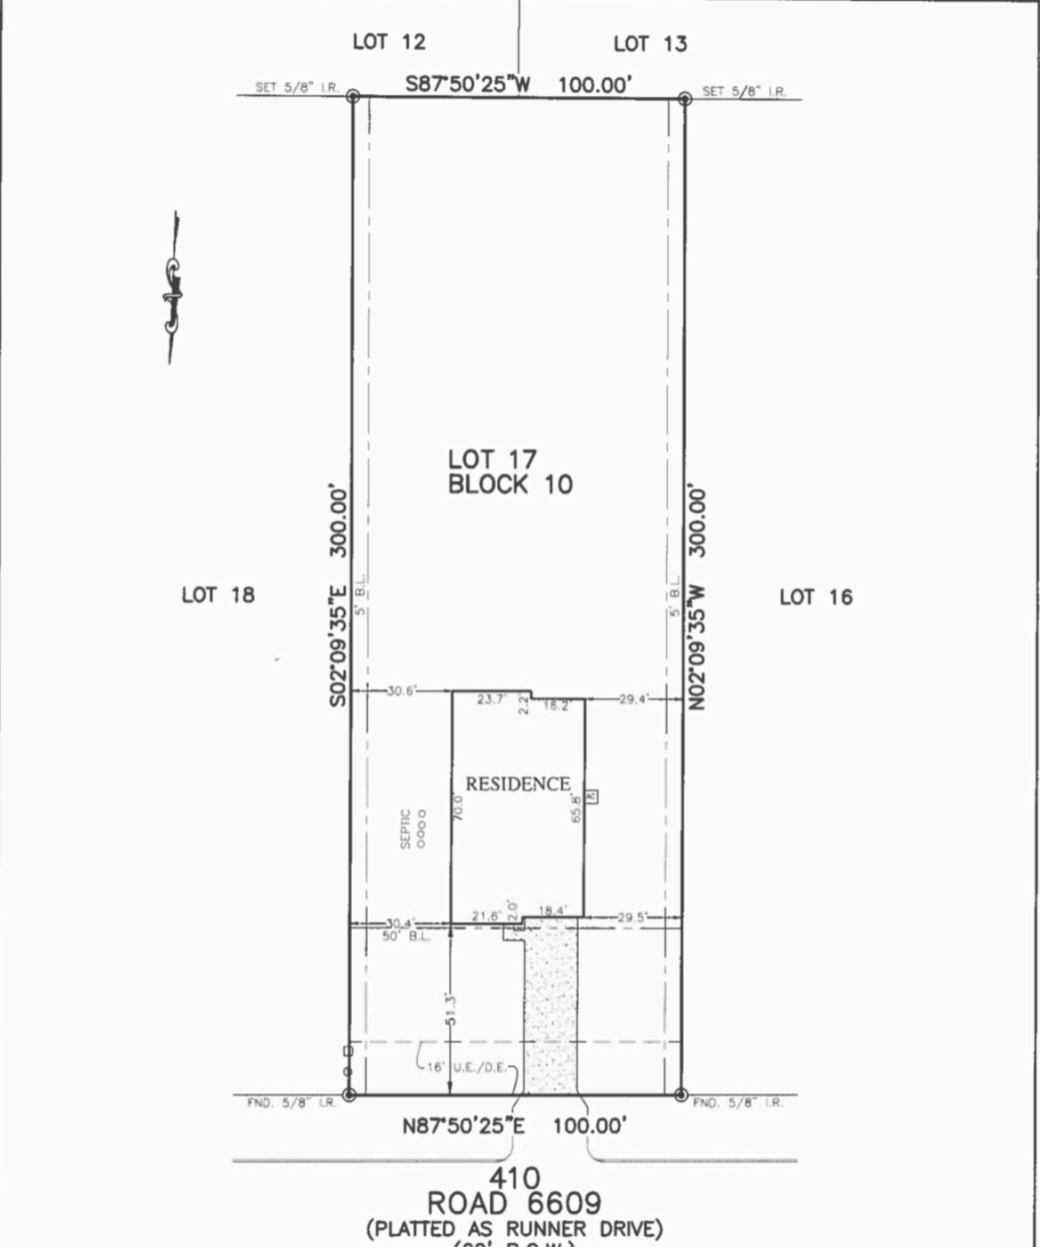 LOT 12
LOT 13
SET 5/8" I.R.
S87°50'25"W 100.00'
SET 5/8" I.R.
LOT 17
BLOCK 10
S02°09'35"E 300.00'
N02°09'35"W 300.00'
5' B.L.
5' B.L.
LOT 18
LOT 16
30.6'
23.7'
2.2'
16.2'
29.4'
RESIDENCE
70.0'
65.8'
SEPTIC
30.4'
21.6'
2.0'
18.4'
29.5'
50' B.L.
51.3'
16' U.E./D.E.
FND. 5/8" I.R.
FND. 5/8" I.R.
N87°50'25"E 100.00'
410
ROAD 6609
(PLATTED AS RUNNER DRIVE)